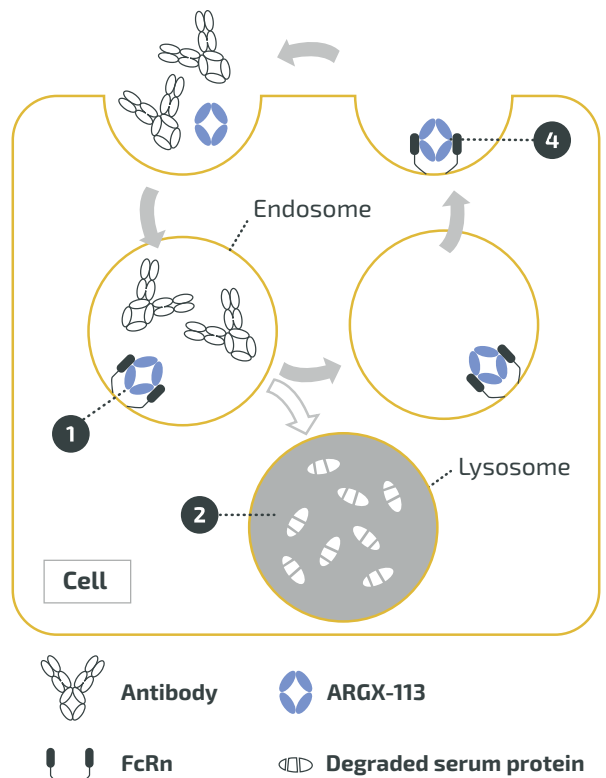 4
Endosome
1
Lysosome
2
Cell
Antibody
ARGX-113
FcRn
Degraded serum protein